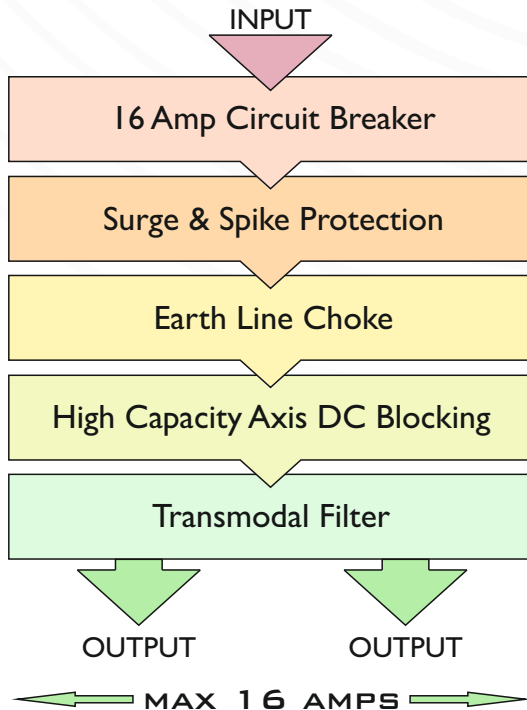 INPUT
16 Amp Circuit Breaker
Surge & Spike Protection
Earth Line Choke
High Capacity Axis DC Blocking
Transmodal Filter
OUTPUT OUTPUT
MAX 16 AMPS